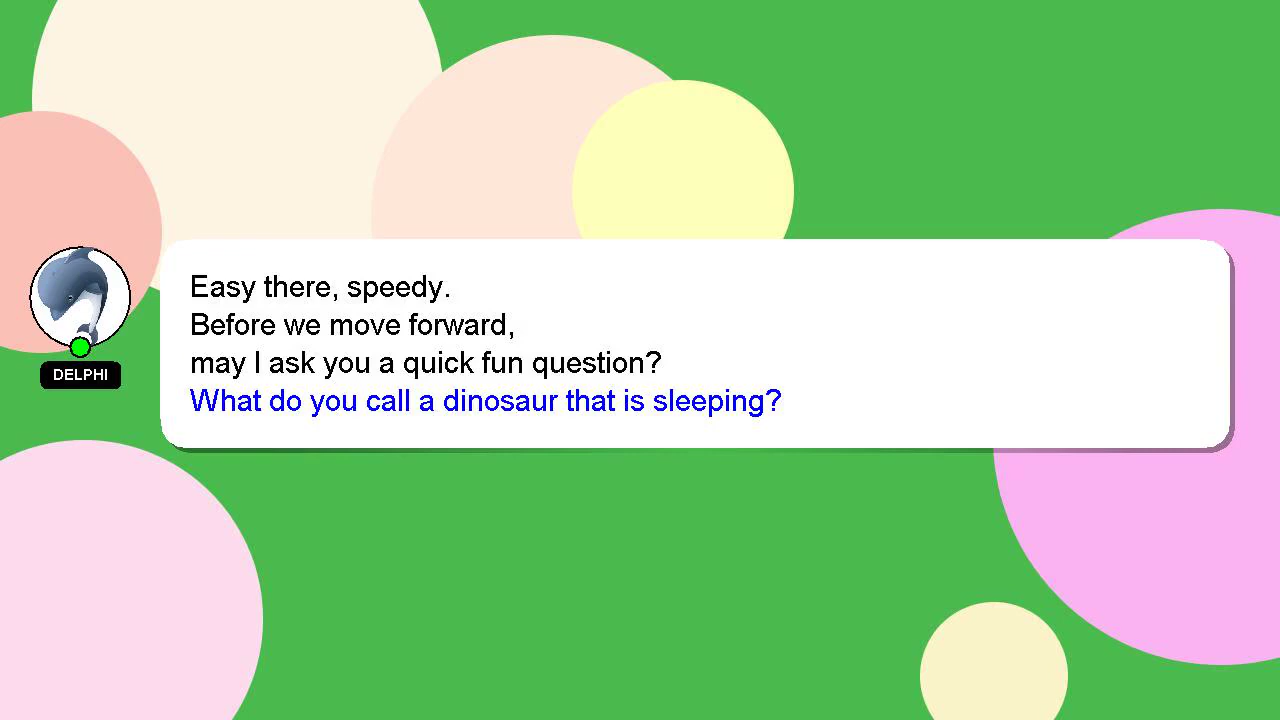 Easy there, speedy.
Before we move forward,
may I ask you a quick fun question?
What do you call a dinosaur that is sleeping?
DELPHI